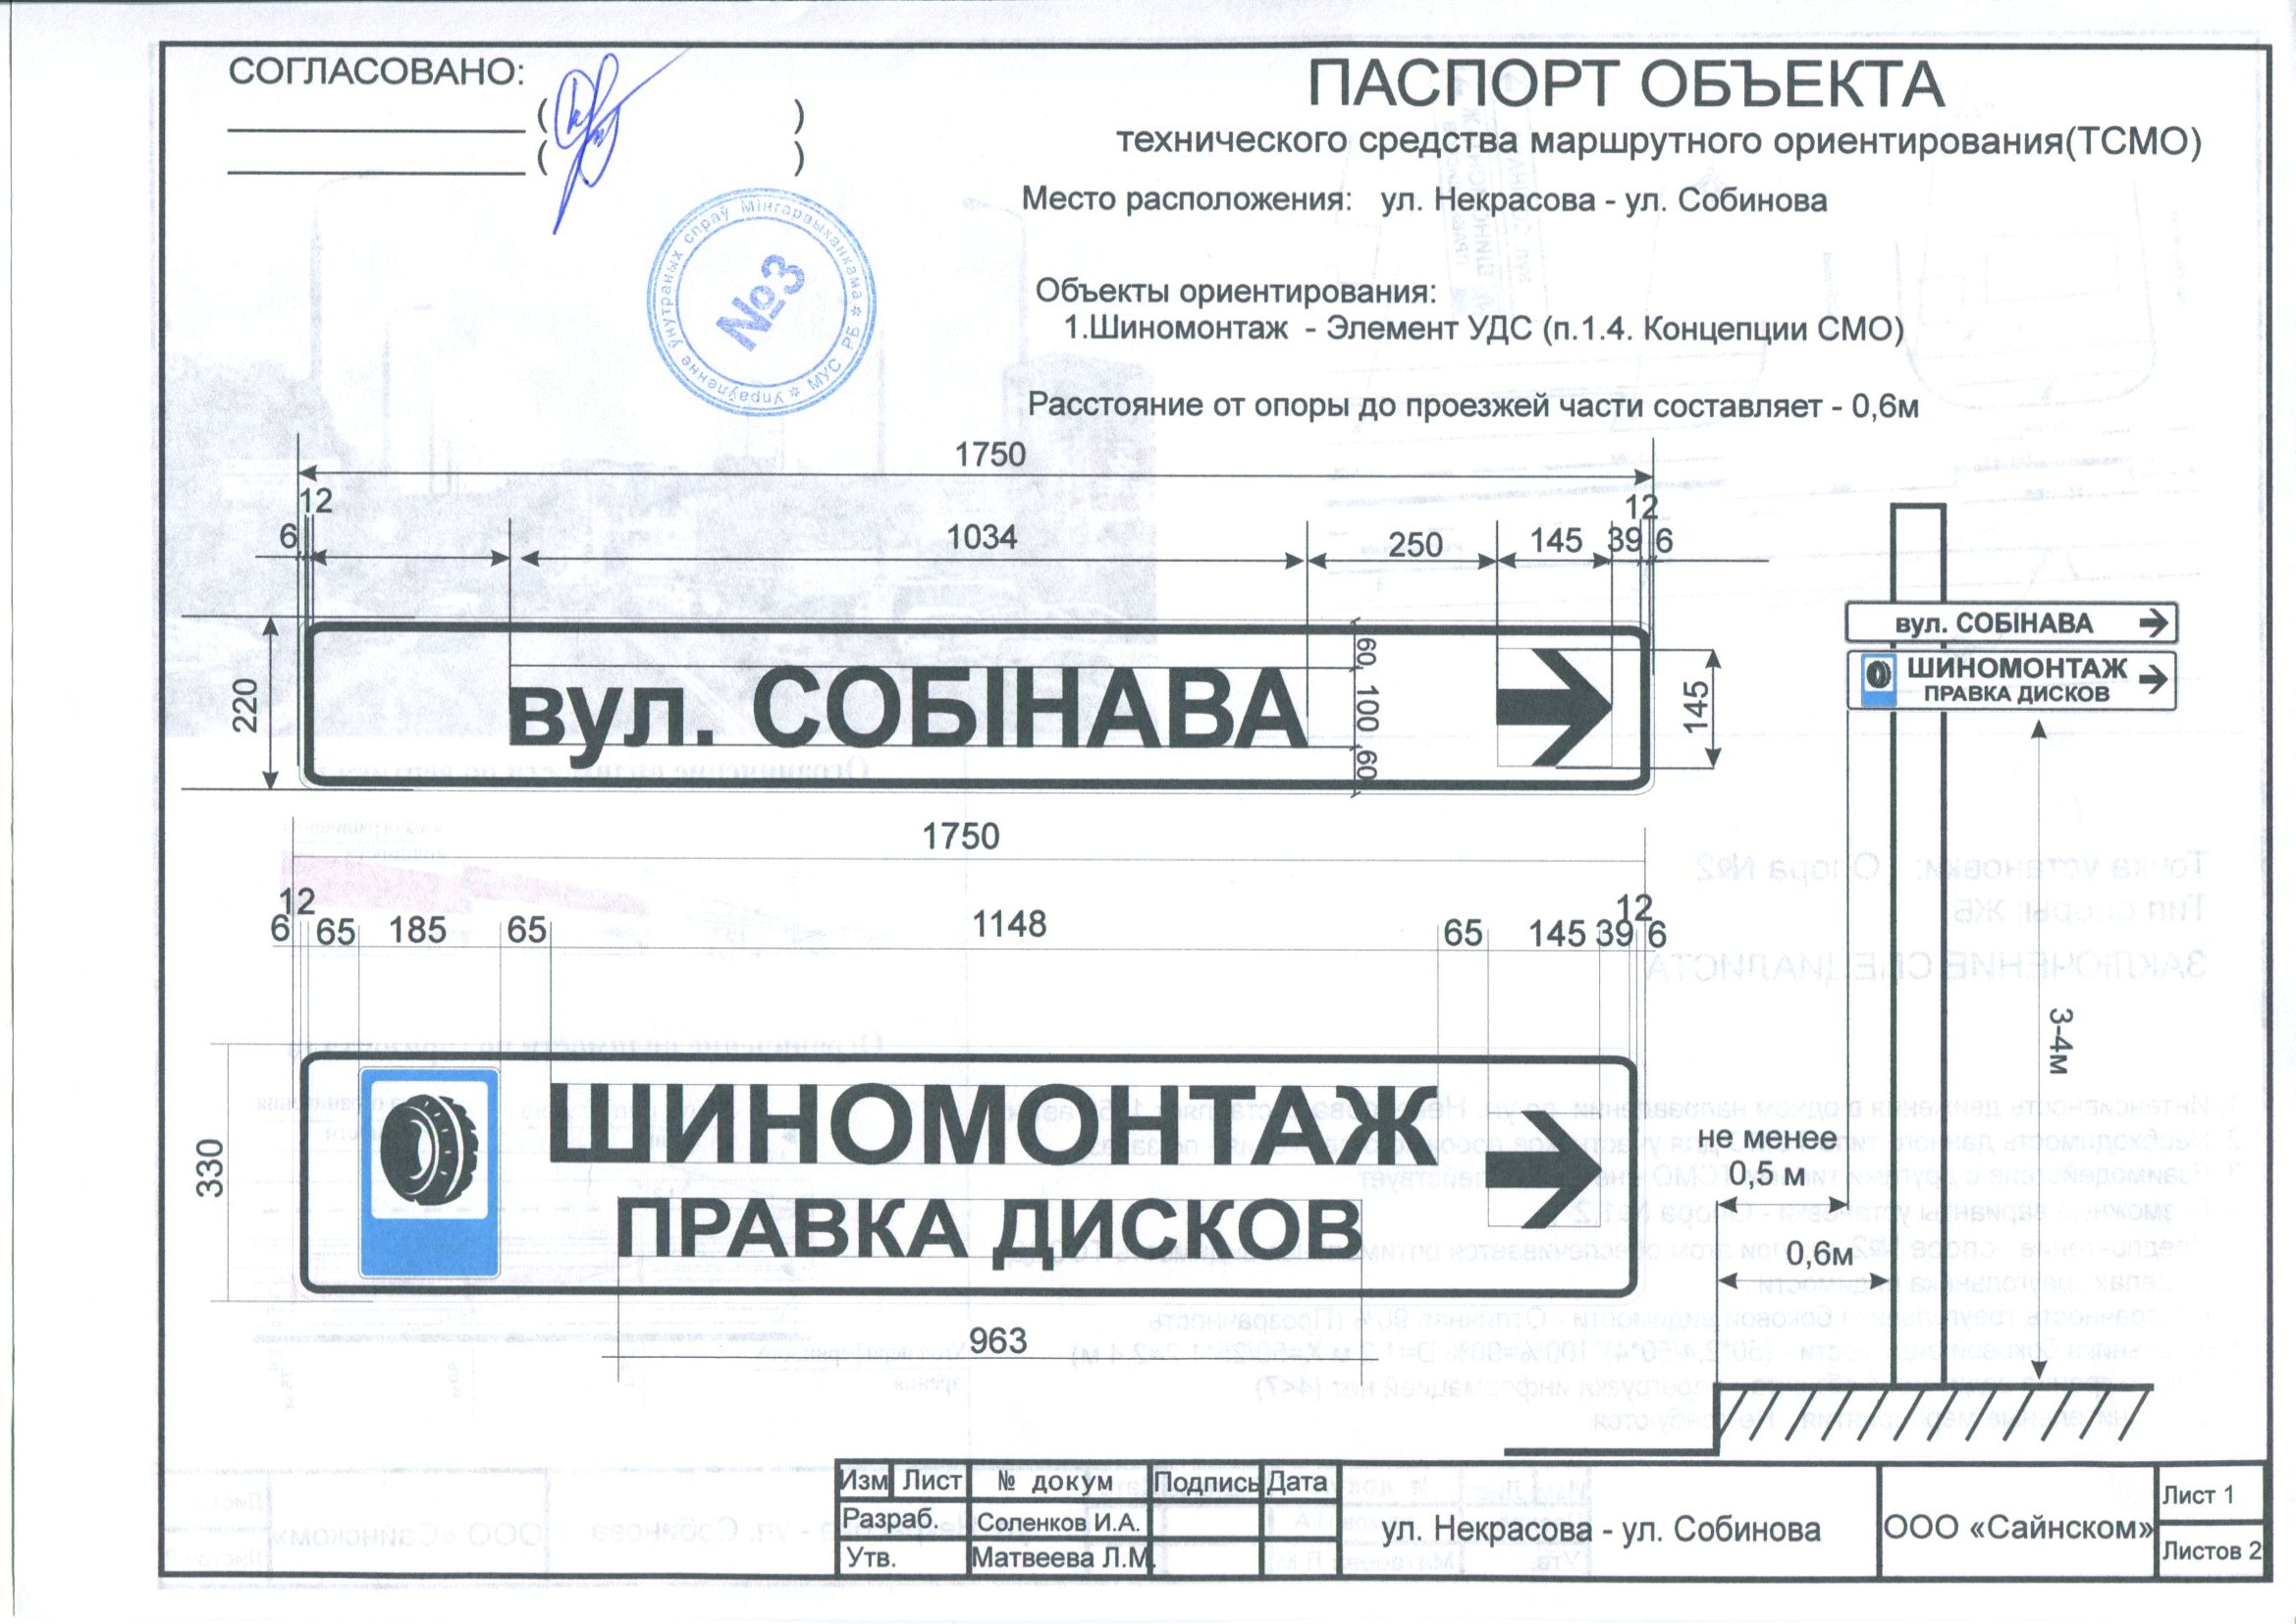 СОГЛАСОВАНО:
( )
( )
ПАСПОРТ ОБЪЕКТА
технического средства маршрутного ориентирования(ТСМО)
Место расположения: ул. Некрасова - ул. Собинова
Объекты ориентирования:
1.Шиномонтаж - Элемент УДС (п.1.4. Концепции СМО)
Расстояние от опоры до проезжей части составляет - 0,6м
Упраўленне ўнутраных спраў Мінгарвыканкама * МУС РБ *
№3
1750
12
12
6
1034
250
145
39
6
220
60
100
60
145
вул. СОБІНАВА
вул. СОБІНАВА
ШИНОМОНТАЖ
ПРАВКА ДИСКОВ
1750
12
12
6
65
185
65
1148
65
145
39
6
330
ШИНОМОНТАЖ
ПРАВКА ДИСКОВ
963
3-4м
не менее
0,5 м
0,6м
Изм Лист № докум Подпись Дата
Разраб. Соленков И.А.
Утв. Матвеева Л.М.
ул. Некрасова - ул. Собинова
ООО «Сайнском»
Лист 1
Листов 2